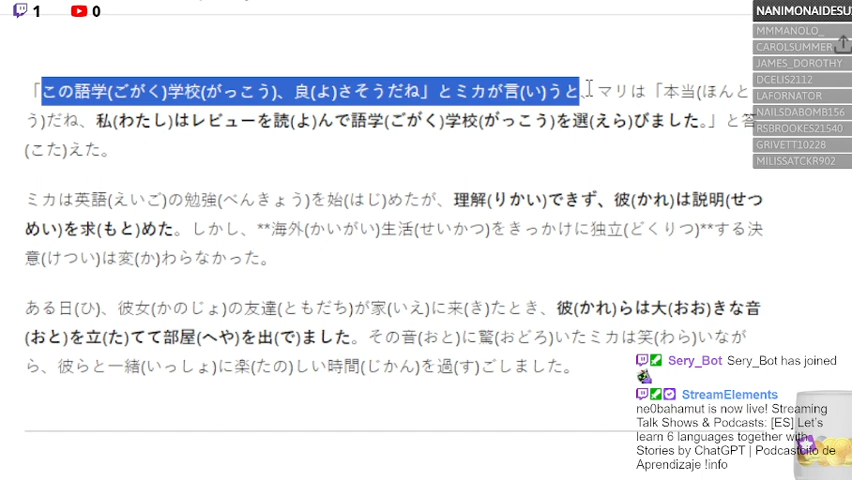 1
0
「この語学(ごがく)学校(がっこう)、良(よ)さそうだね」とミカが言(い)うと、マリは「本当(ほんと
う)だね、私(わたし)はレビューを読(よ)んで語学(ごがく)学校(がっこう)を選(えら)びました。」と答
(こた)えた。
ミカは英語(えいご)の勉強(べんきょう)を始(はじ)めたが、理解(りかい)できず、彼(かれ)は説明(せつ
めい)を求(もと)めた。しかし、**海外(かいがい)生活(せいかつ)をきっかけに独立(どくりつ)**する決
意(けつい)は変(か)わらなかった。
ある日(ひ)、彼女(かのじょ)の友達(ともだち)が家(いえ)に来(き)たとき、彼(かれ)らは大(おお)きな音
(おと)を立(た)てて部屋(へや)を出(で)ました。その音(おと)に驚(おどろ)いたミカは笑(わら)いなが
ら、彼らと一緒(いっしょ)に楽(たの)しい時間(じかん)を過(す)ごしました。
NANIMONAIDESU
MMMANOLO_
CAROLSUMMER
JAMES_DOROTHY
DCELIS2112
LAFORNATOR
NAILSDABOMB156
RSBROOKES21540
GRIVETT10228
MILISSATCKR902
Sery_Bot Sery_Bot has joined
StreamElements
ne0bahamut is now live! Streaming
Talk Shows & Podcasts: [ES] Let's
learn 6 languages together with
Stories by ChatGPT | Podcastcito de
Aprendizaje !info